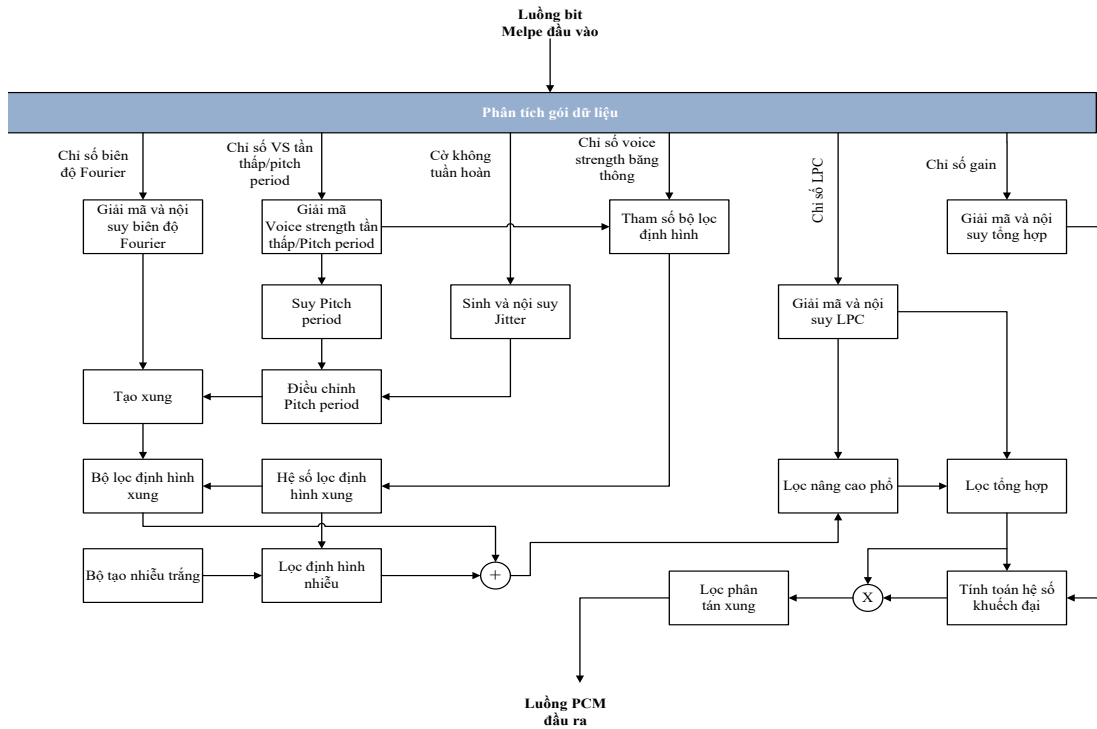 Luồng bit
Melpe đầu vào
Phân tích gói dữ liệu
Chỉ số biên
độ Fourier
Chỉ số VS tần
thấp/pitch
period
Cờ không
tuần hoàn
Chỉ số voice
strength băng
thông
Chỉ số LPC
Chỉ số gain
Giải mã và nội
suy biên độ
Fourier
Giải mã
Voice strength tần
thấp/Pitch period
Tham số bộ lọc
định hình
Giải mã và nội
suy tổng hợp
Suy Pitch
period
Sinh và nội suy
Jitter
Giải mã và nội
suy LPC
Tạo xung
Điều chỉnh
Pitch period
Bộ lọc định hình
xung
Hệ số lọc định
hình xung
Lọc nâng cao phổ
Lọc tổng hợp
Bộ tạo nhiễu trắng
Lọc định hình
nhiễu
+
Lọc phân
tán xung
X
Tính toán hệ số
khuếch đại
Luồng PCM
đầu ra